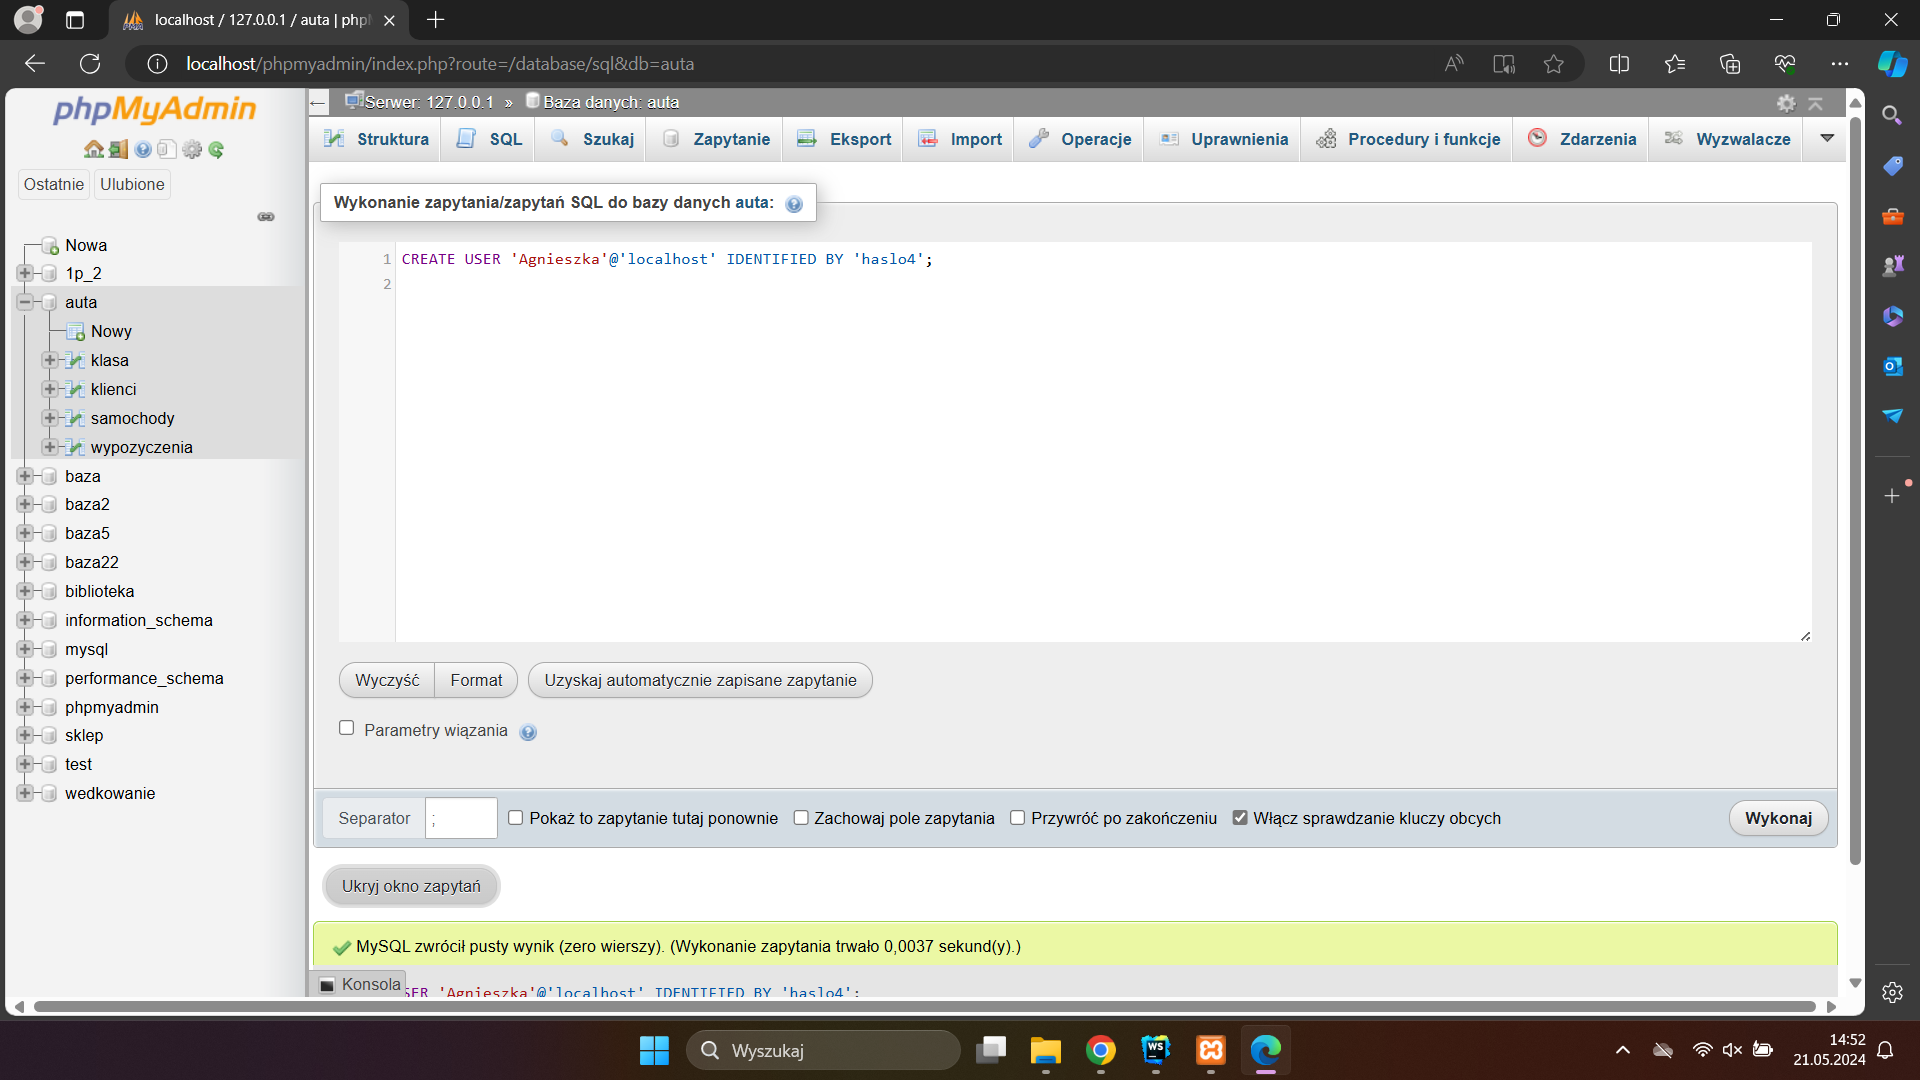 localhost / 127.0.0.1 / auta | phpM
localhost/phpmyadmin/index.php?route=/database/sql&db=auta
phpMyAdmin
Ostatnie Ulubione
Nowa
1p_2
auta
Nowy
klasa
klienci
samochody
wypozyczenia
baza
baza2
baza5
baza22
biblioteka
information_schema
mysql
performance_schema
phpmyadmin
sklep
test
wedkowanie
Serwer: 127.0.0.1 » Baza danych: auta
Struktura SQL Szukaj Zapytanie Eksport Import Operacje Uprawnienia Procedury i funkcje Zdarzenia Wyzwalacze
Wykonanie zapytania/zapytań SQL do bazy danych auta:
1 CREATE USER 'Agnieszka'@'localhost' IDENTIFIED BY 'haslo4';
2
Wyczyść Format Uzyskaj automatycznie zapisane zapytanie
Parametry wiązania
Separator ; Pokaż to zapytanie tutaj ponownie Zachowaj pole zapytania Przywróć po zakończeniu Włącz sprawdzanie kluczy obcych Wykonaj
Ukryj okno zapytań
MySQL zwrócił pusty wynik (zero wierszy). (Wykonanie zapytania trwało 0,0037 sekund(y).)
Konsola
SER 'Agnieszka'@'localhost' IDENTIFIED BY 'haslo4';
Wyszukaj
WS
14:52
21.05.2024